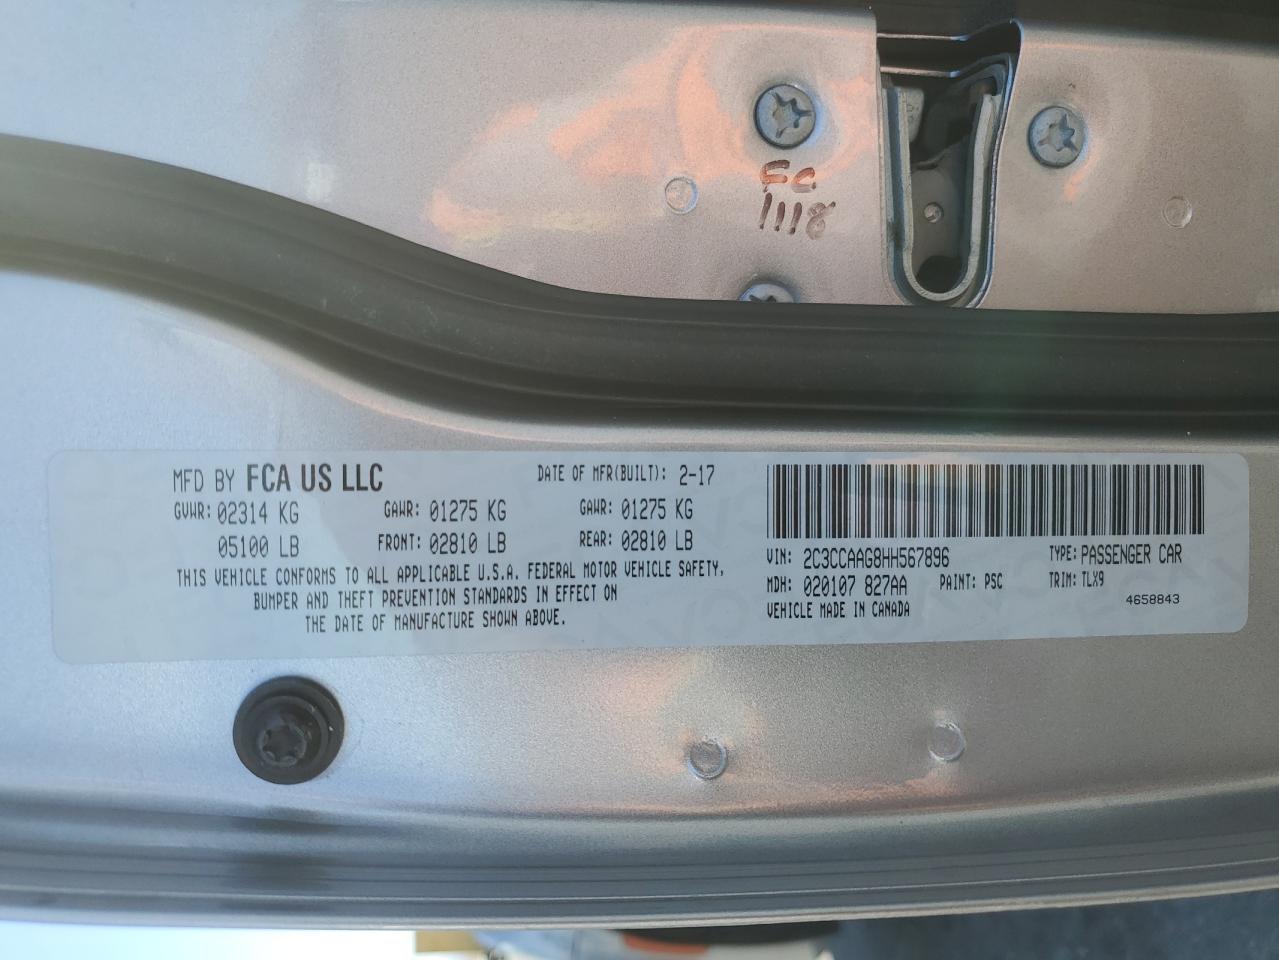 FC
1118
MFD BY FCA US LLC DATE OF MFR(BUILT): 2-17
GVWR: 02314 KG GAWR: 01275 KG GAWR: 01275 KG
05100 LB FRONT: 02810 LB REAR: 02810 LB
THIS VEHICLE CONFORMS TO ALL APPLICABLE U.S.A. FEDERAL MOTOR VEHICLE SAFETY,
BUMPER AND THEFT PREVENTION STANDARDS IN EFFECT ON
THE DATE OF MANUFACTURE SHOWN ABOVE.
VIN: 2C3CCAAG8HH567896 TYPE: PASSENGER CAR
MDH: 020107 827AA PAINT: PSC TRIM: TLX9
VEHICLE MADE IN CANADA 4658843